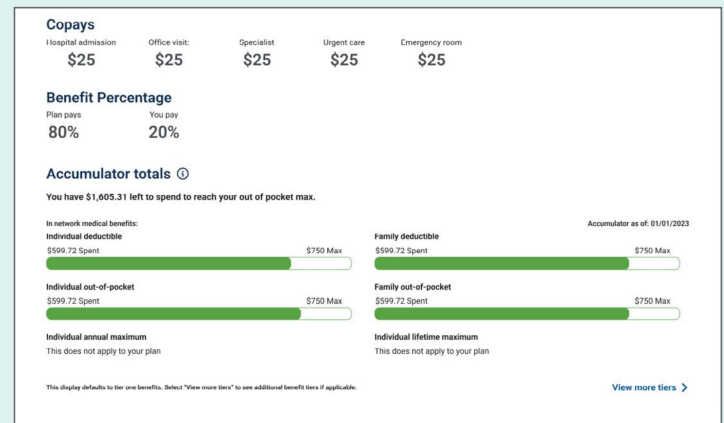 Copays
Hospital admission Office visit: Specialist Urgent care Emergency room
$25 $25 $25 $25 $25
Benefit Percentage
Plan pays You pay
80% 20%
Accumulator totals
You have $1,605.31 left to spend to reach your out of pocket max.
In network medical benefits: Accumulator as of: 01/01/2023
Individual deductible Family deductible
$599.72 Spent $750 Max $599.72 Spent $750 Max
Individual out-of-pocket Family out-of-pocket
$599.72 Spent $750 Max $599.72 Spent $750 Max
Individual annual maximum Individual lifetime maximum
This does not apply to your plan This does not apply to your plan
This display defaults to tier one benefits. Select "View more tiers" to see additional benefit tiers if applicable. View more tiers